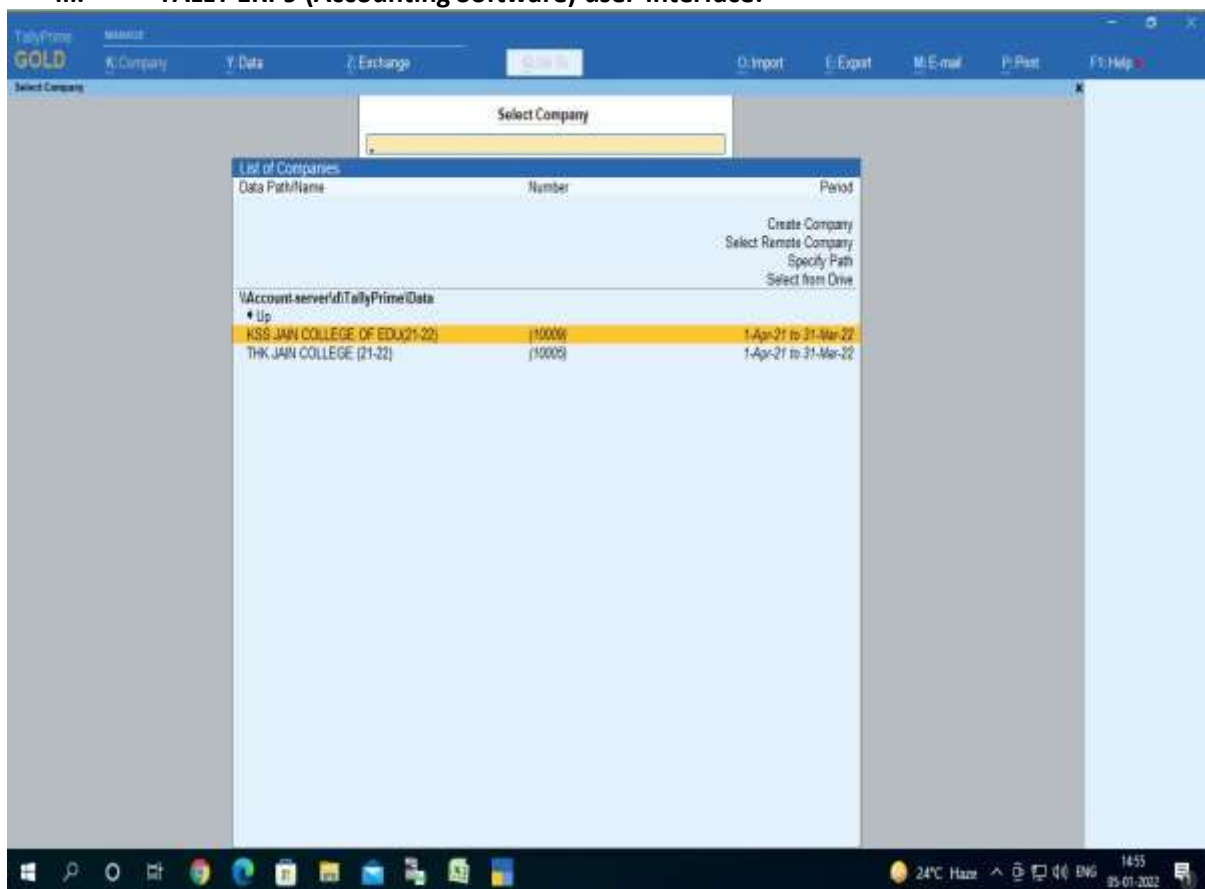 TALLY ERP9 (Accounting Software) user interface:
TallyPrime
MANAGE
GOLD
K: Company
Y: Data
Z: Exchange
O: Import
E: Export
M: E-mail
P: Print
F1: Help
Select Company
Select Company
List of Companies
Data Path/Name Number Period
Create Company
Select Remote Company
Specify Path
Select from Drive
\\Account-server\d\TallyPrime\Data
Up
KSS JAIN COLLEGE OF EDU(21-22) (10009) 1-Apr-21 to 31-Mar-22
THK JAIN COLLEGE (21-22) (10005) 1-Apr-21 to 31-Mar-22
24°C Haze ENG 14:55
05-01-2022